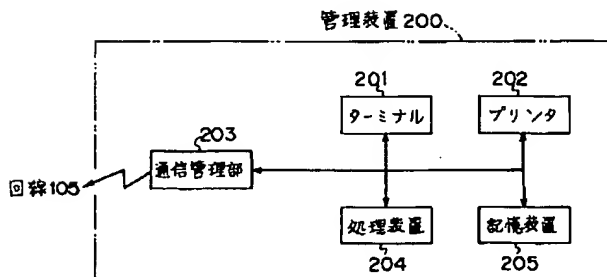 管理装置200
201
202
ターミナル
プリンタ
203
通信管理部
回線105
処理装置
記憶装置
204
205